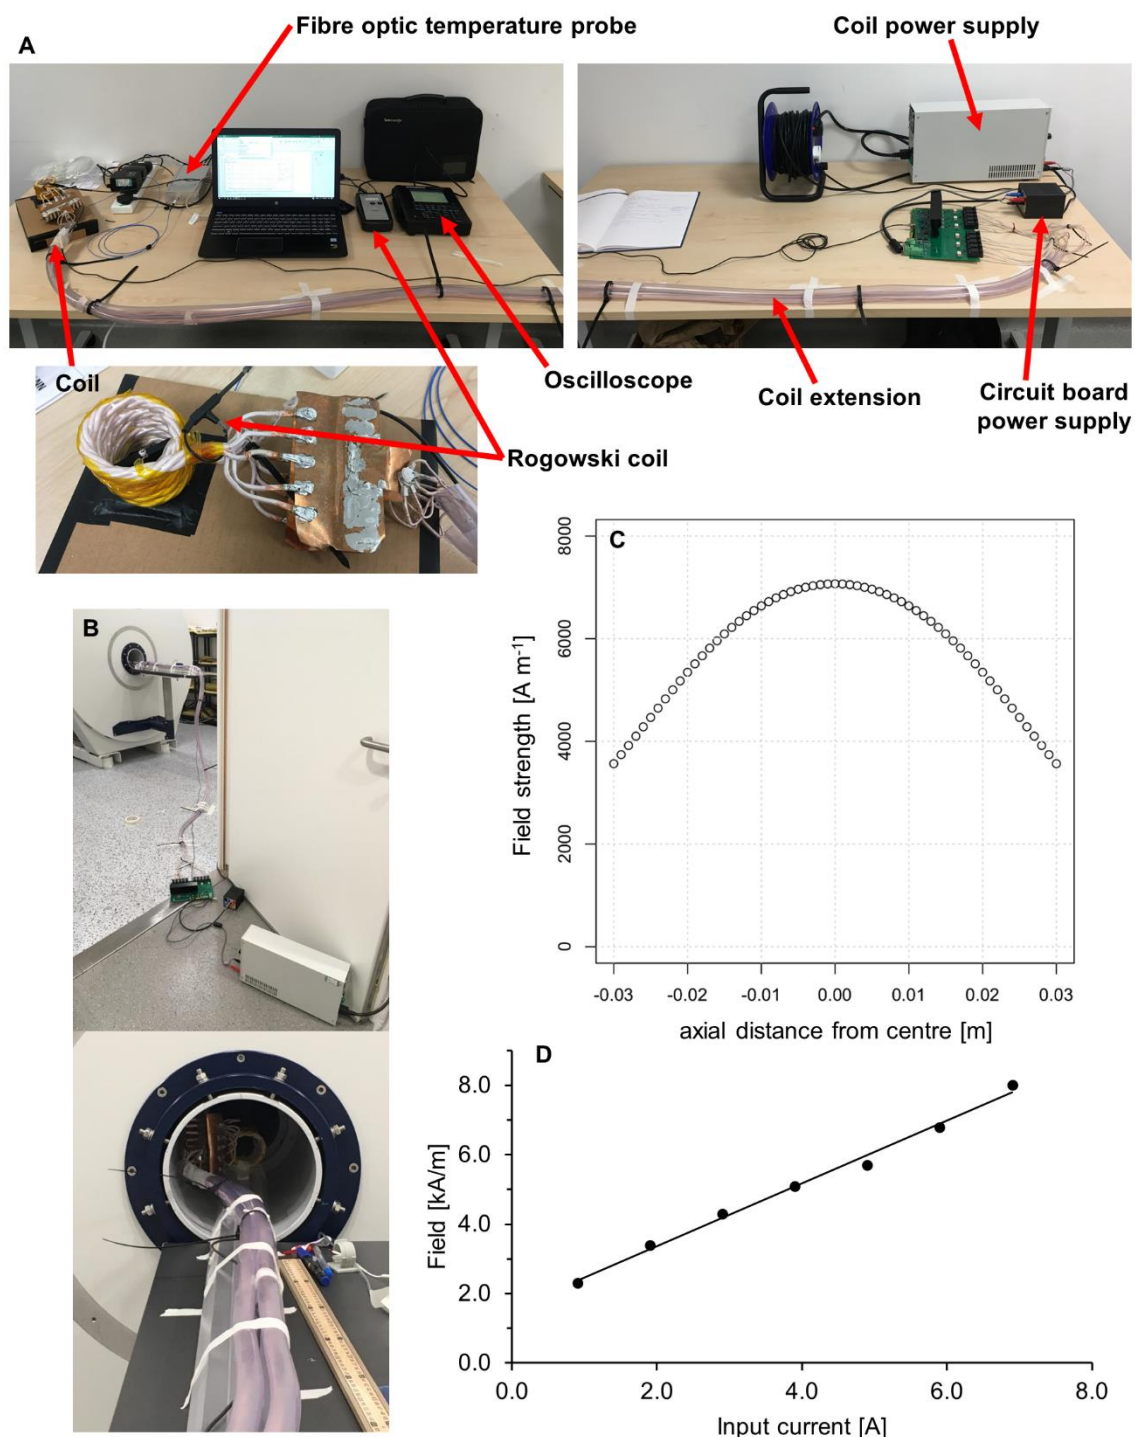 A
Fibre optic temperature probe
Coil power supply
Coil
Oscilloscope
Rogowski coil
Coil extension
Circuit board
power supply
B
C
8000
6000
4000
2000
0
Field strength [A m-1]
-0.03
-0.02
-0.01
0.00
0.01
0.02
0.03
axial distance from centre [m]
D
8.0
6.0
4.0
2.0
0.0
Field [kA/m]
0.0
2.0
4.0
6.0
8.0
Input current [A]